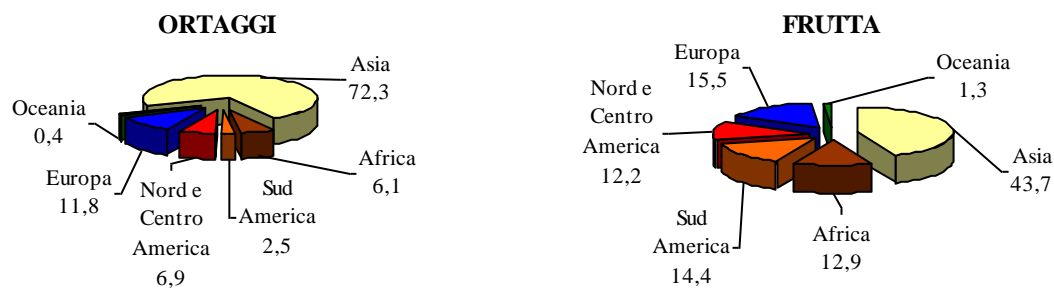 ORTAGGI
Asia
72,3
Oceania
0,4
Europa
11,8
Nord e
Centro
America
6,9
Sud
America
2,5
Africa
6,1
FRUTTA
Europa
15,5
Oceania
1,3
Nord e
Centro
America
12,2
Asia
43,7
Sud
America
14,4
Africa
12,9